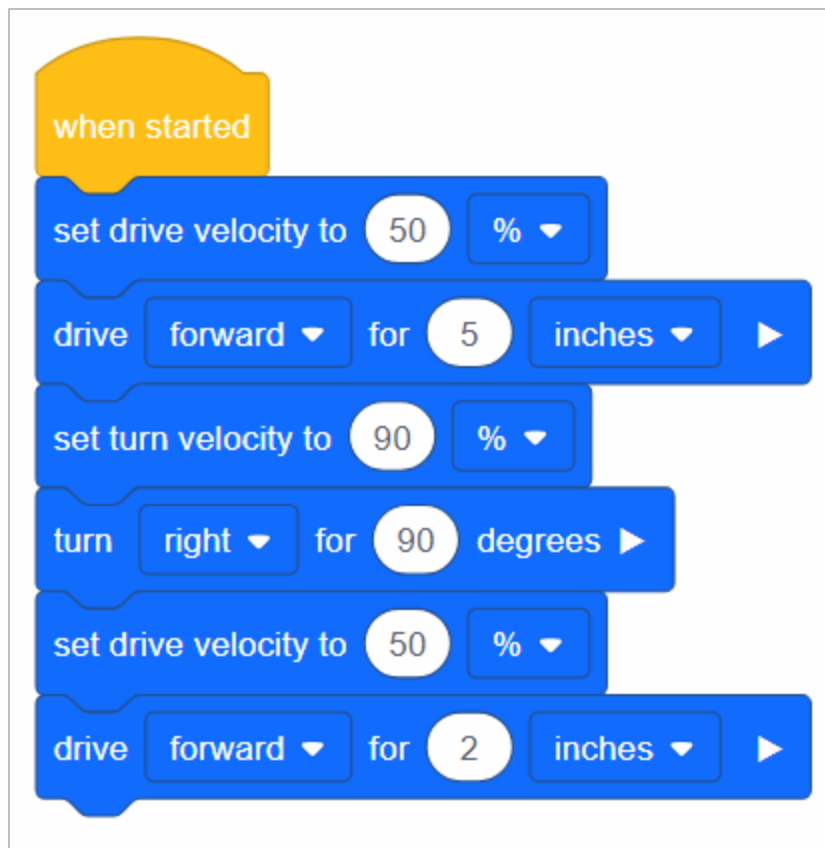 when started
set drive velocity to 50 %
drive forward for 5 inches
set turn velocity to 90 %
turn right for 90 degrees
set drive velocity to 50 %
drive forward for 2 inches